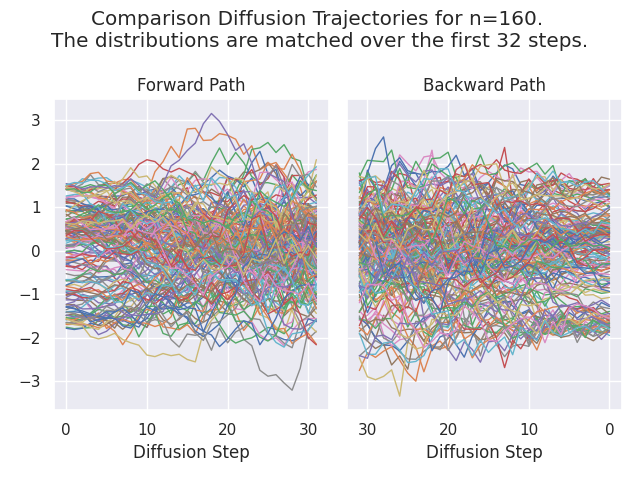 Comparison Diffusion Trajectories for n=160.
The distributions are matched over the first 32 steps.
Forward Path
Backward Path
3
2
1
0
−1
−2
−3
0 10 20 30
30 20 10 0
Diffusion Step
Diffusion Step